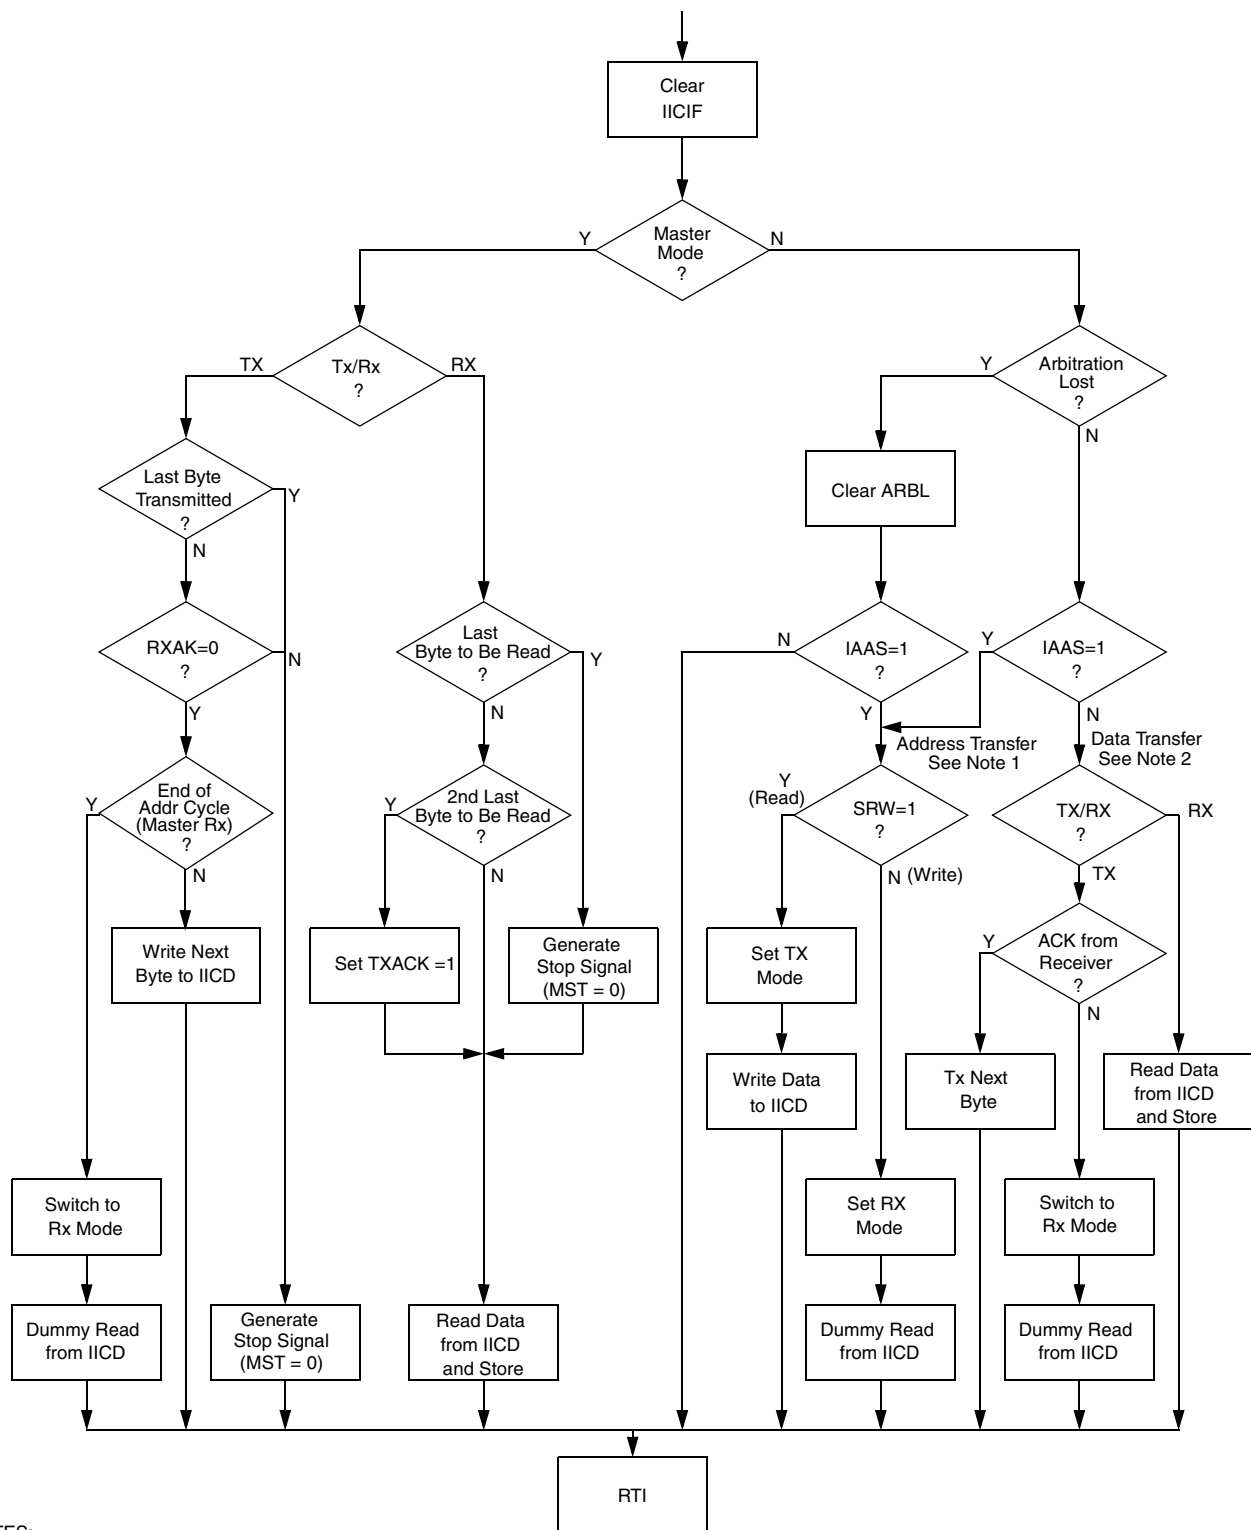 Clear
IICIF
Master
Mode
?
Y
N
Tx/Rx
?
TX
RX
Arbitration
Lost
?
Y
N
Last Byte
Transmitted
?
Y
N
Clear ARBL
RXAK=0
?
N
Y
Last
Byte to Be Read
?
Y
N
IAAS=1
?
N
Y
IAAS=1
?
Y
N
Address Transfer
See Note 1
Data Transfer
See Note 2
End of
Addr Cycle
(Master Rx)
?
Y
N
2nd Last
Byte to Be Read
?
Y
N
Y
(Read)
SRW=1
?
N (Write)
TX/RX
?
RX
TX
Write Next
Byte to IICD
Set TXACK =1
Generate
Stop Signal
(MST = 0)
Set TX
Mode
ACK from
Receiver
?
Y
N
Write Data
to IICD
Tx Next
Byte
Read Data
from IICD
and Store
Switch to
Rx Mode
Set RX
Mode
Switch to
Rx Mode
Dummy Read
from IICD
Generate
Stop Signal
(MST = 0)
Read Data
from IICD
and Store
Dummy Read
from IICD
Dummy Read
from IICD
RTI